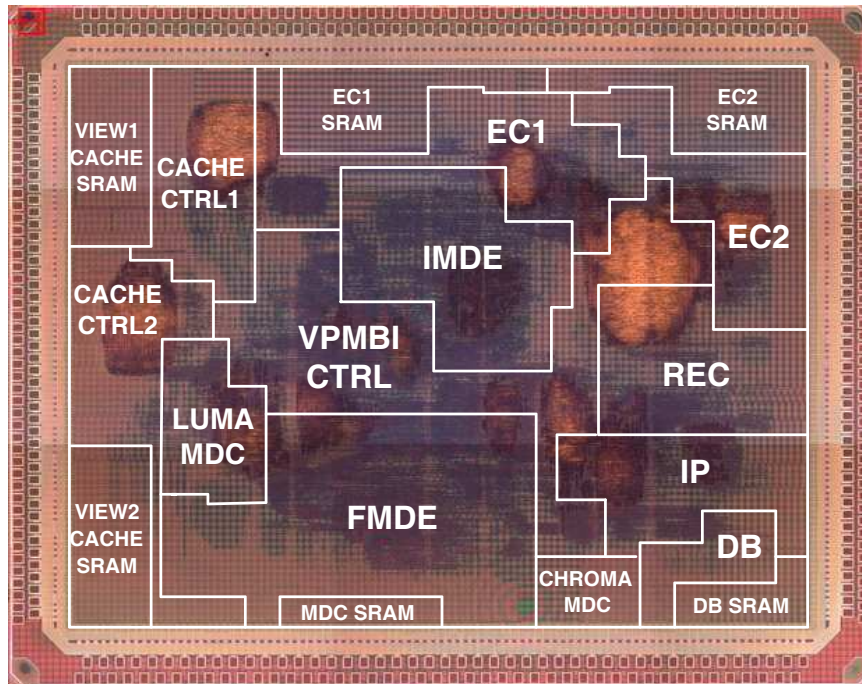 VIEW1
CACHE
SRAM
CACHE
CTRL1
EC1
SRAM
EC1
EC2
SRAM
EC2
IMDE
CACHE
CTRL2
VPMBI
CTRL
REC
LUMA
MDC
IP
VIEW2
CACHE
SRAM
FMDE
DB
CHROMA
MDC
MDC SRAM
DB SRAM